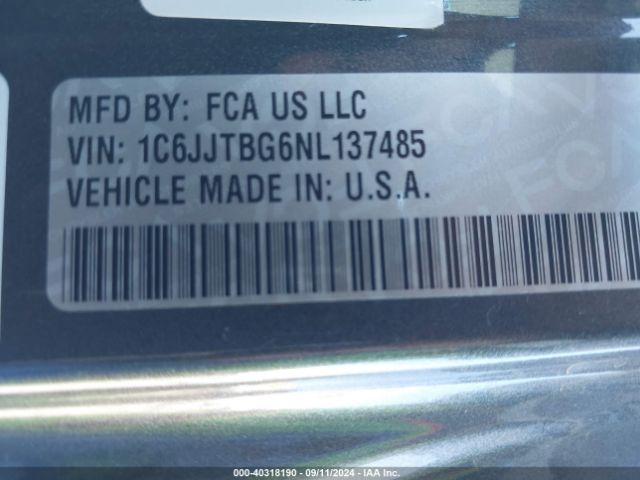 MFD BY: FCA US LLC
VIN: 1C6JJTBG6NL137485
VEHICLE MADE IN: U.S.A.
000-40318190 - 09/11/2024 - IAA Inc.